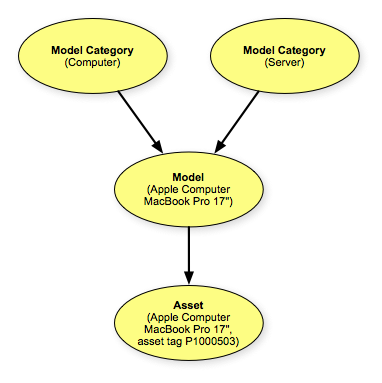 Model Category
(Computer)
Model Category
(Server)
Model
(Apple Computer
MacBook Pro 17")
Asset
(Apple Computer
MacBook Pro 17",
asset tag P1000503)